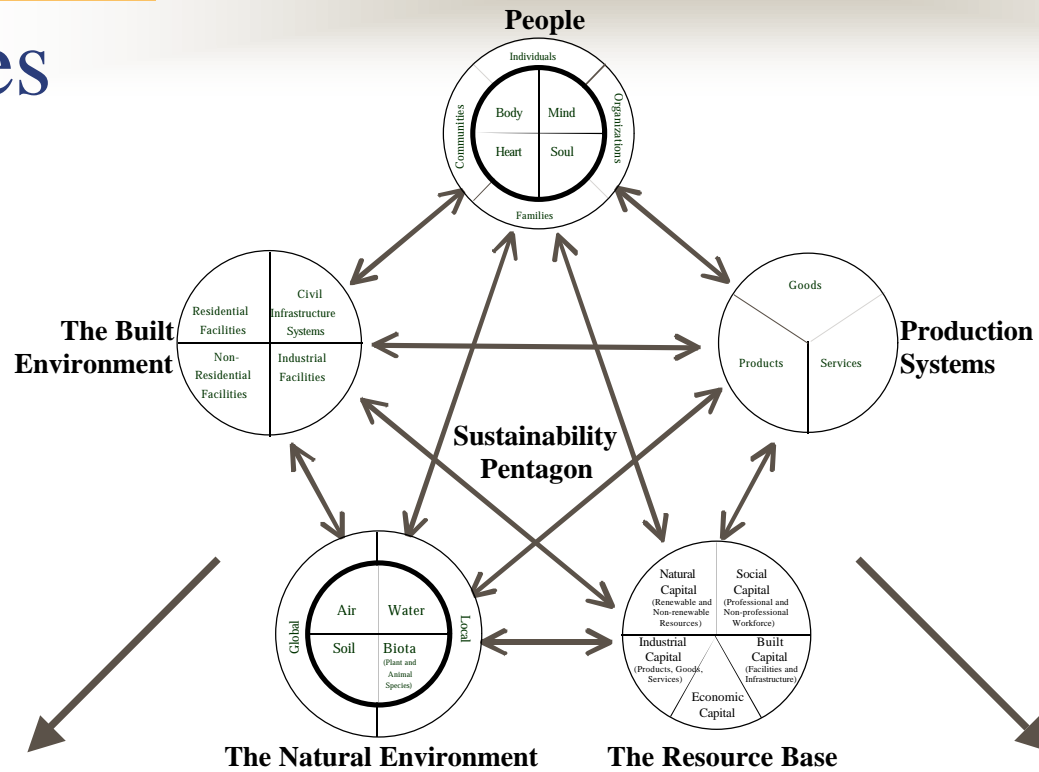 es
People
Individuals
Communities
Organizations
Body
Mind
Heart
Soul
Families
The Built
Environment
Residential
Facilities
Civil
Infrastructure
Systems
Non-
Residential
Facilities
Industrial
Facilities
Goods
Products
Services
Production
Systems
Sustainability
Pentagon
Global
Local
Air
Water
Soil
Biota
(Plant and
Animal
Species)
The Natural Environment
Natural
Capital
(Renewable and
Non-renewable
Resources)
Social
Capital
(Professional and
Non-professional
Workforce)
Industrial
Capital
(Products, Goods,
Services)
Built
Capital
(Facilities and
Infrastructure)
Economic
Capital
The Resource Base